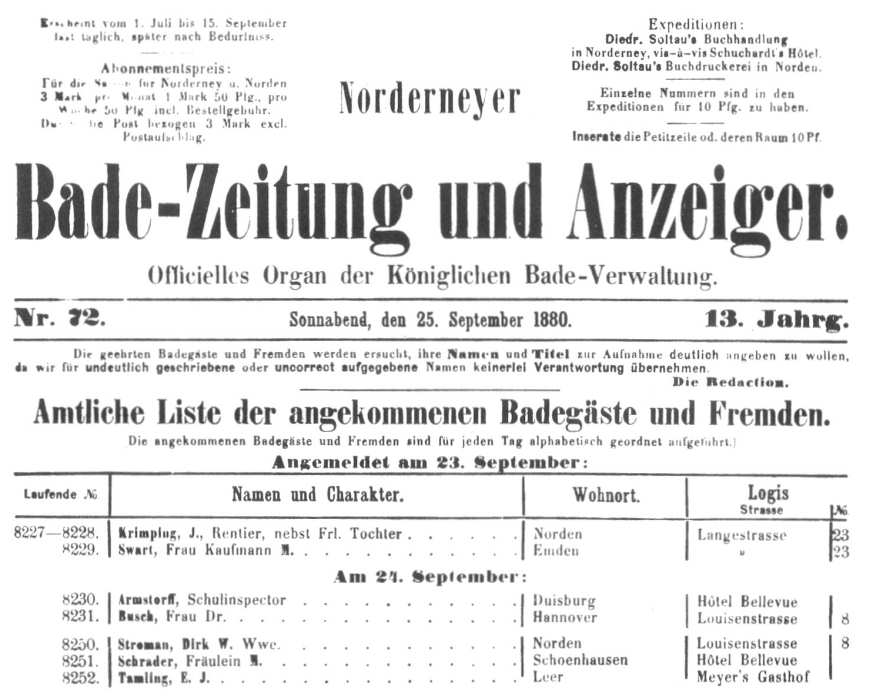 Erscheint vom 1. Juli bis 15. September
fast täglich, später nach Bedürfniss.
Abonnementspreis:
Für die für Norderney u. Norden
3 Mark pro Monat 1 Mark 50 Pfg., pro
Woche 50 Pfg incl. Bestellgebühr.
Durch die Post bezogen 3 Mark excl.
Postaufschlag.
Norderneyer
Expeditionen:
Diedr. Soltau's Buchhandlung
in Norderney, vis-à-vis Schuchardt's Hôtel.
Diedr. Soltau's Buchdruckerei in Norden.
Einzelne Nummern sind in den
Expeditionen für 10 Pfg. zu haben.
Inserate die Petitzeile od. deren Raum 10 Pf.
Bade-Zeitung und Anzeiger.
Officielles Organ der Königlichen Bade-Verwaltung.
Nr. 72. Sonnabend, den 25. September 1880. 13. Jahrg.
Die geehrten Badegäste und Fremden werden ersucht, ihre Namen und Titel zur Aufnahme deutlich angeben zu wollen,
da wir für undeutlich geschriebene oder uncorrect aufgegebene Namen keinerlei Verantwortung übernehmen.
Die Redaction.
Amtliche Liste der angekommenen Badegäste und Fremden.
Die angekommenen Badegäste und Fremden sind für jeden Tag alphabetisch geordnet aufgeführt.)
Angemeldet am 23. September:
Laufende № Namen und Charakter. Wohnort. Logis
Strasse №
8227—8228. Krimping, J., Rentier, nebst Frl. Tochter . . . . . . Norden Langestrasse 23
8229. Swart, Frau Kaufmann M. . . . . . . . . . . Emden " 23
Am 24. September:
8230. Armstorff, Schulinspector . . . . . . . . . . . Duisburg Hôtel Bellevue
8231. Busch, Frau Dr. . . . . . . . . . . . . . . Hannover Louisenstrasse 8
8250. Stroman, Dirk W. Wwe. . . . . . . . . . . . Norden Louisenstrasse 8
8251. Schrader, Fräulein M. . . . . . . . . . . . . Schoenhausen Hôtel Bellevue
8252. Tamling, E. J. . . . . . . . . . . . . . . Leer Meyer's Gasthof